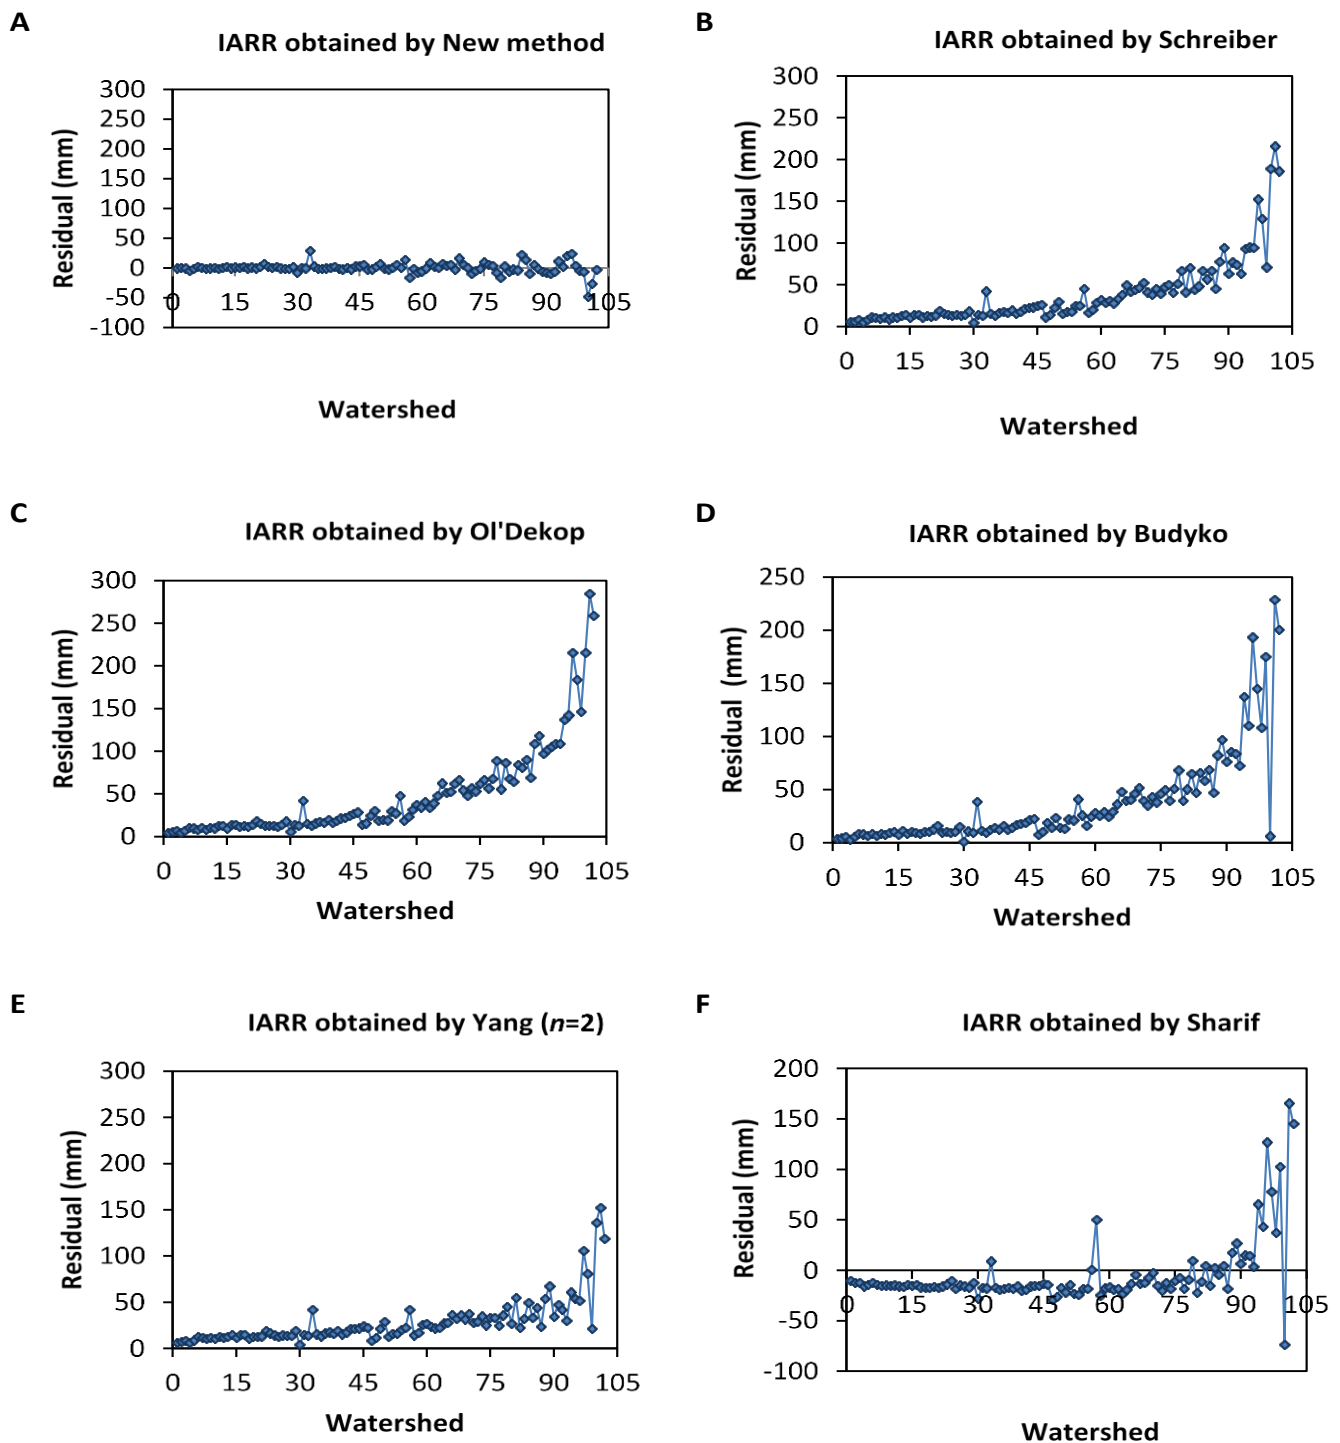 A
IARR obtained by New method
300
250
200
150
100
50
0
-50
-100
0 15 30 45 60 75 90 105
Residual (mm)
Watershed
B
IARR obtained by Schreiber
300
250
200
150
100
50
0
0 15 30 45 60 75 90 105
Residual (mm)
Watershed
C
IARR obtained by Ol'Dekop
300
250
200
150
100
50
0
0 15 30 45 60 75 90 105
Residual (mm)
Watershed
D
IARR obtained by Budyko
250
200
150
100
50
0
0 15 30 45 60 75 90 105
Residual (mm)
Watershed
E
IARR obtained by Yang (n=2)
300
250
200
150
100
50
0
0 15 30 45 60 75 90 105
Residual (mm)
Watershed
F
IARR obtained by Sharif
200
150
100
50
0
-50
-100
0 15 30 45 60 75 90 105
Residual (mm)
Watershed